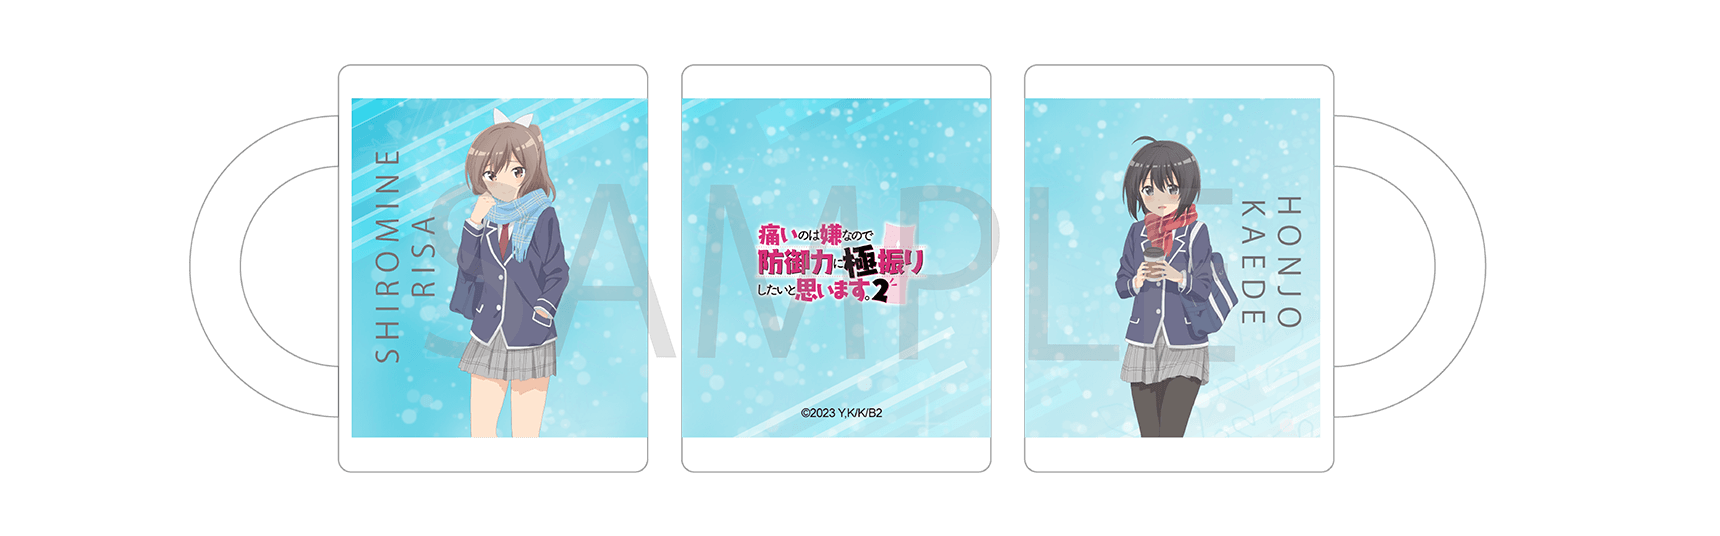 SHIROMINE
RISA
SAMPLE
痛いのは嫌なので
防御力に極振り
したいと思います。2
©2023 Y,K/K/B2
HONJO
KAEDE